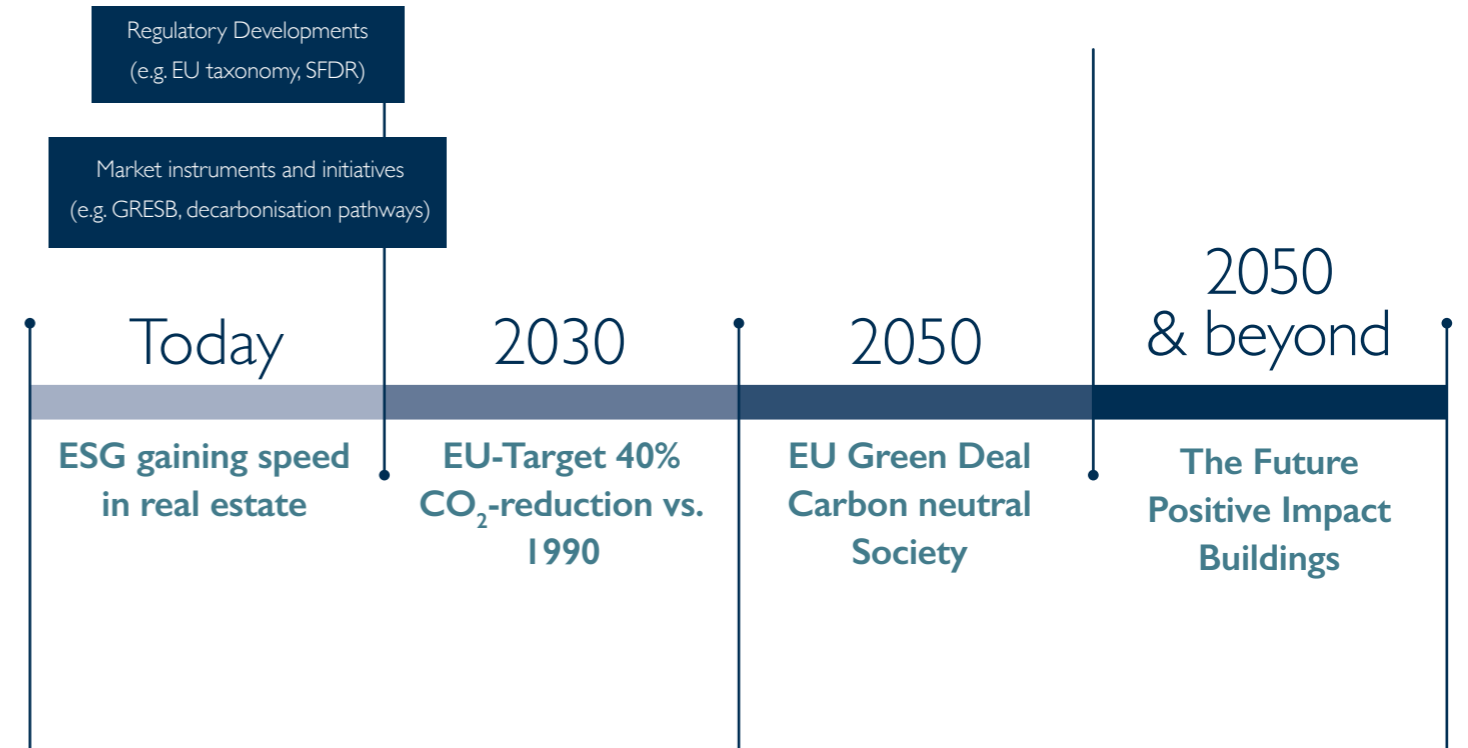 Regulatory Developments
(e.g. EU taxonomy, SFDR)
Market instruments and initiatives
(e.g. GRESB, decarbonisation pathways)
Today
2030
2050
2050
& beyond
ESG gaining speed
in real estate
EU-Target 40%
CO₂-reduction vs.
1990
EU Green Deal
Carbon neutral
Society
The Future
Positive Impact
Buildings